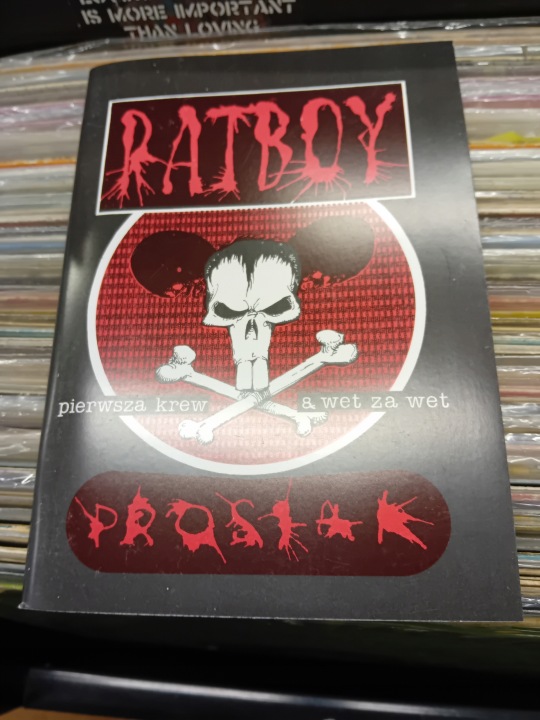 IS MORE IMPORTANT
THAN LOVING
RATBOY
pierwsza krew & wet za wet
PROSIAK